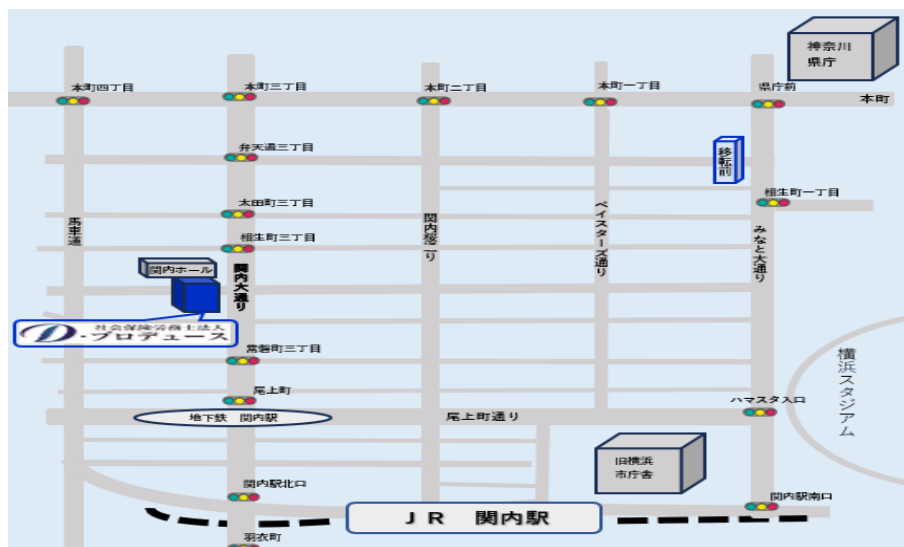 神奈川
県庁
本町四丁目
本町三丁目
本町二丁目
本町一丁目
県庁前
本町
弁天通三丁目
移転前
太田町三丁目
相生町一丁目
馬車道
関内桜通り
ベイスターズ通り
みなと大通り
相生町三丁目
関内ホール
関内大通り
社会保険労務士法人
D・プロデュース
常盤町三丁目
横浜スタジアム
尾上町
ハマスタ入口
地下鉄 関内駅
尾上町通り
旧横浜
市庁舎
関内駅北口
関内駅南口
JR 関内駅
羽衣町